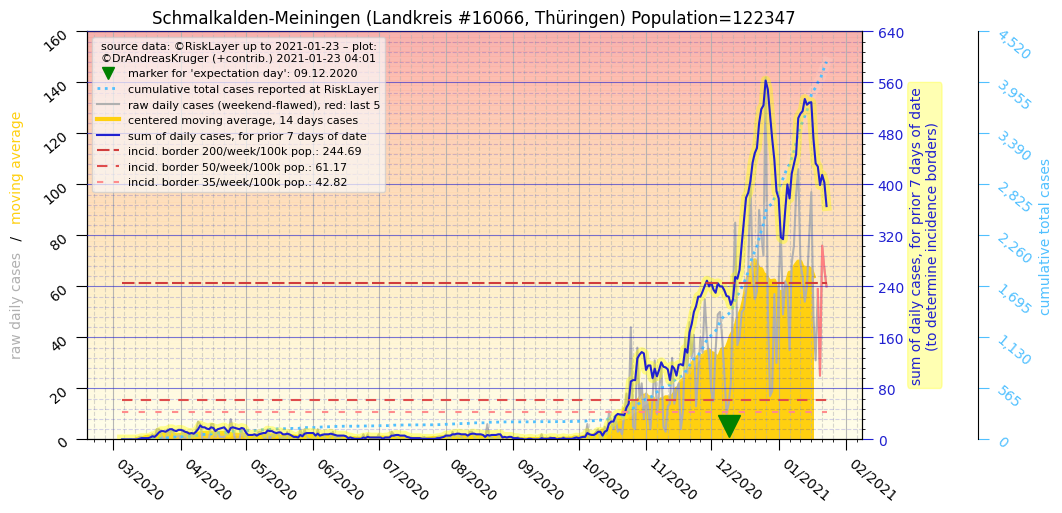 Schmalkalden-Meiningen (Landkreis #16066, Thüringen) Population=122347
source data: ©RiskLayer up to 2021-01-23 – plot:
©DrAndreasKruger (+contrib.) 2021-01-23 04:01
marker for 'expectation day': 09.12.2020
cumulative total cases reported at RiskLayer
raw daily cases (weekend-flawed), red: last 5
centered moving average, 14 days cases
sum of daily cases, for prior 7 days of date
incid. border 200/week/100k pop.: 244.69
incid. border 50/week/100k pop.: 61.17
incid. border 35/week/100k pop.: 42.82
raw daily cases / moving average
160
140
120
100
80
60
40
20
0
640
560
480
400
320
240
160
80
0
sum of daily cases, for prior 7 days of date
(to determine incidence borders)
4,520
3,955
3,390
2,825
2,260
1,695
1,130
565
0
cumulative total cases
03/2020
04/2020
05/2020
06/2020
07/2020
08/2020
09/2020
10/2020
11/2020
12/2020
01/2021
02/2021